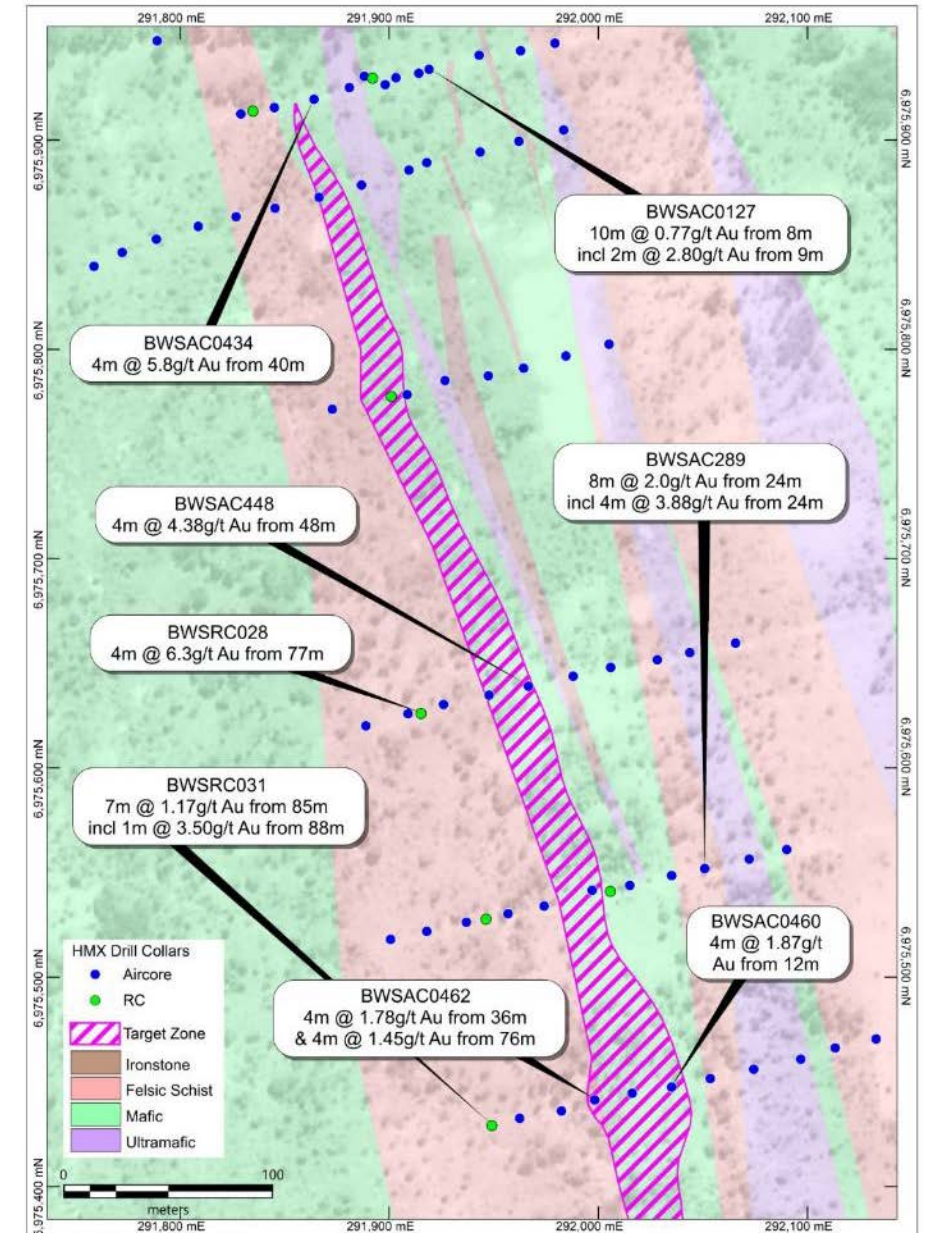 291,800 mE
291,900 mE
292,000 mE
292,100 mE
6,975,900 mN
6,975,900 mN
BWSAC0127
10m @ 0.77g/t Au from 8m
incl 2m @ 2.80g/t Au from 9m
BWSAC0434
4m @ 5.8g/t Au from 40m
6,975,800 mN
6,975,800 mN
BWSAC289
8m @ 2.0g/t Au from 24m
incl 4m @ 3.88g/t Au from 24m
BWSAC448
4m @ 4.38g/t Au from 48m
6,975,700 mN
6,975,700 mN
BWSRC028
4m @ 6.3g/t Au from 77m
6,975,600 mN
6,975,600 mN
BWSRC031
7m @ 1.17g/t Au from 85m
incl 1m @ 3.50g/t Au from 88m
BWSAC0460
4m @ 1.87g/t
Au from 12m
6,975,500 mN
6,975,500 mN
BWSAC0462
4m @ 1.78g/t Au from 36m
& 4m @ 1.45g/t Au from 76m
HMX Drill Collars
Aircore
RC
Target Zone
Ironstone
Felsic Schist
Mafic
Ultramafic
0
100
meters
6,975,400 mN
6,975,400 mN
291,800 mE
291,900 mE
292,000 mE
292,100 mE